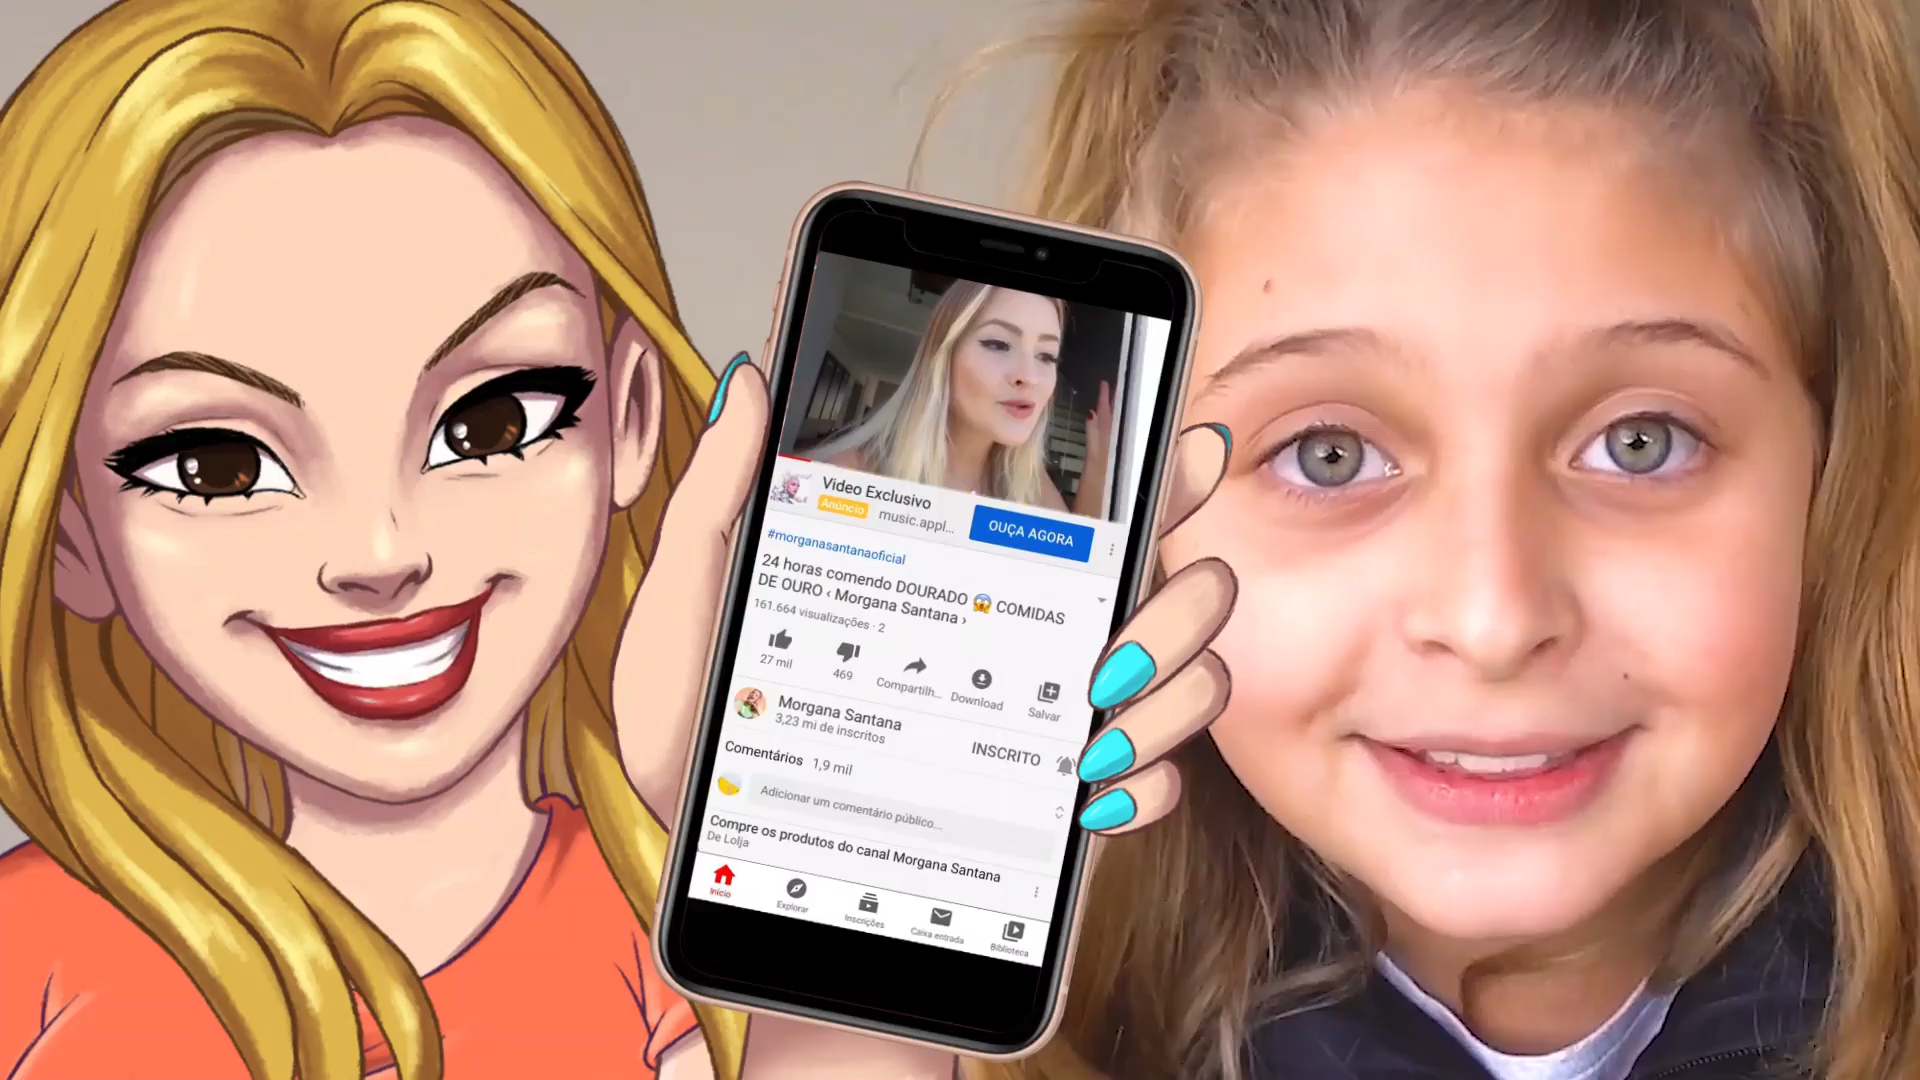 Video Exclusivo
Anúncio music.appl...
OUÇA AGORA
#morganasantanaoficial
24 horas comendo DOURADO 😱 COMIDAS
DE OURO ‹ Morgana Santana ›
161.664 visualizações · 2
27 mil
469
Compartilh...
Download
Salvar
Morgana Santana
3,23 mi de inscritos
INSCRITO
Comentários 1,9 mil
Adicionar um comentário público...
Compre os produtos do canal Morgana Santana
De Lolja
Início
Explorar
Inscrições
Caixa entrada
Biblioteca